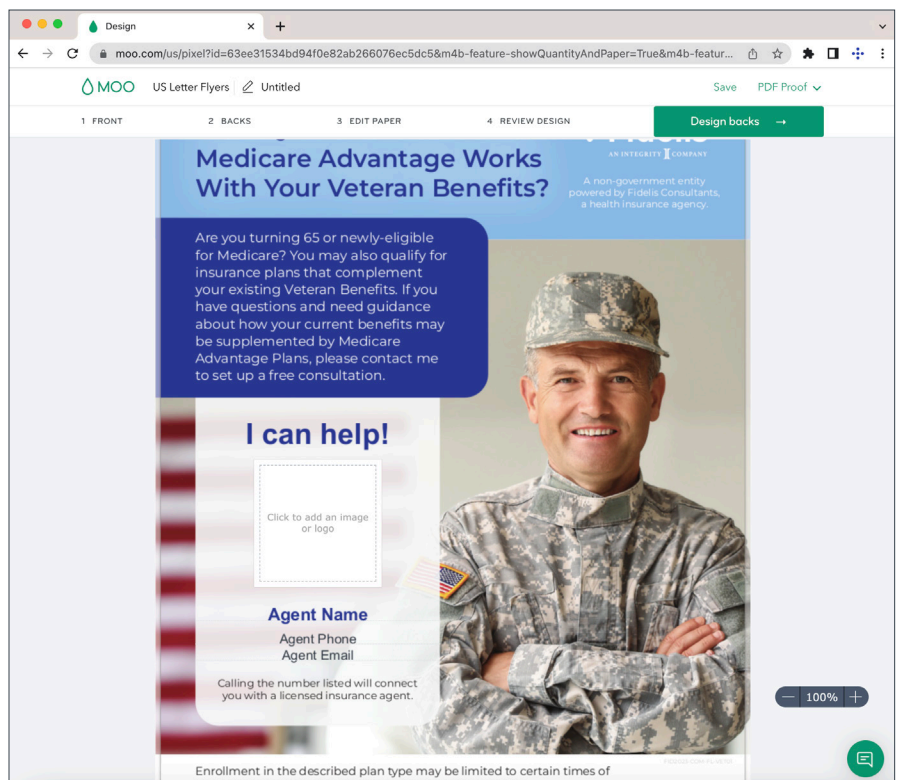 Design
moo.com/us/pixel?id=63ee31534bd94f0e82ab266076ec5dc5&m4b-feature-showQuantityAndPaper=True&m4b-featur...
MOO US Letter Flyers Untitled Save PDF Proof
1 FRONT 2 BACKS 3 EDIT PAPER 4 REVIEW DESIGN Design backs →
Medicare Advantage Works
With Your Veteran Benefits?
AN INTEGRITY COMPANY
A non-government entity
powered by Fidelis Consultants,
a health insurance agency.
Are you turning 65 or newly-eligible
for Medicare? You may also qualify for
insurance plans that complement
your existing Veteran Benefits. If you
have questions and need guidance
about how your current benefits may
be supplemented by Medicare
Advantage Plans, please contact me
to set up a free consultation.
I can help!
Click to add an image
or logo
Agent Name
Agent Phone
Agent Email
Calling the number listed will connect
you with a licensed insurance agent.
100%
Enrollment in the described plan type may be limited to certain times of